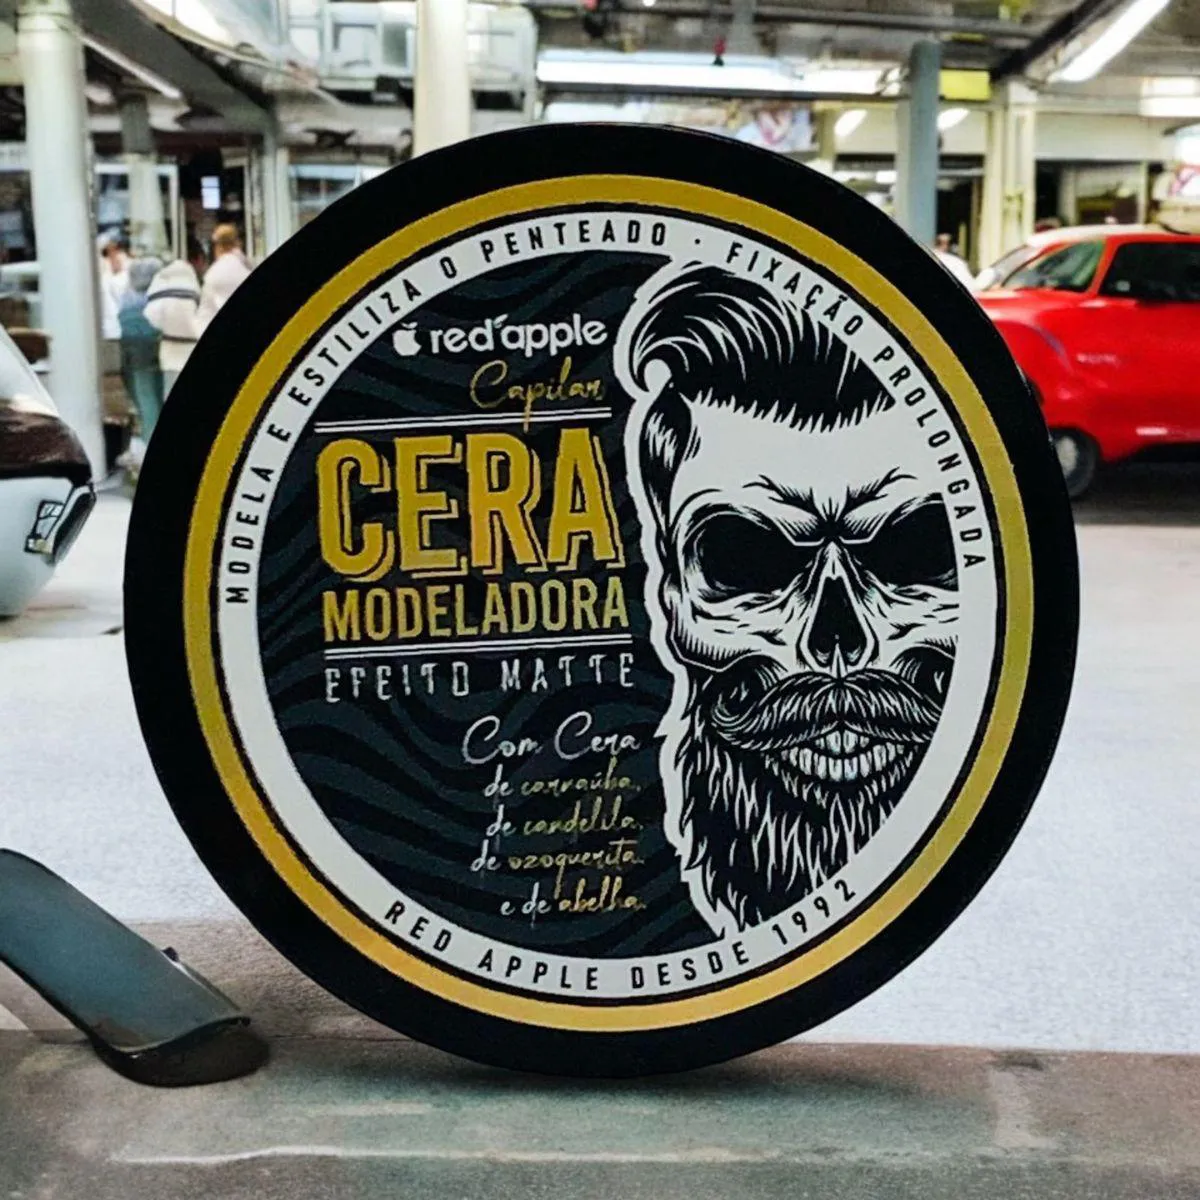 MODELA E ESTILIZA O PENTEADO · FIXAÇÃO PROLONGADA
red'apple
Capilar
CERA
MODELADORA
EFEITO MATTE
Com Cera
de carnaúba,
de candelila,
de ozoquerita
e de abelha.
RED APPLE DESDE 1992